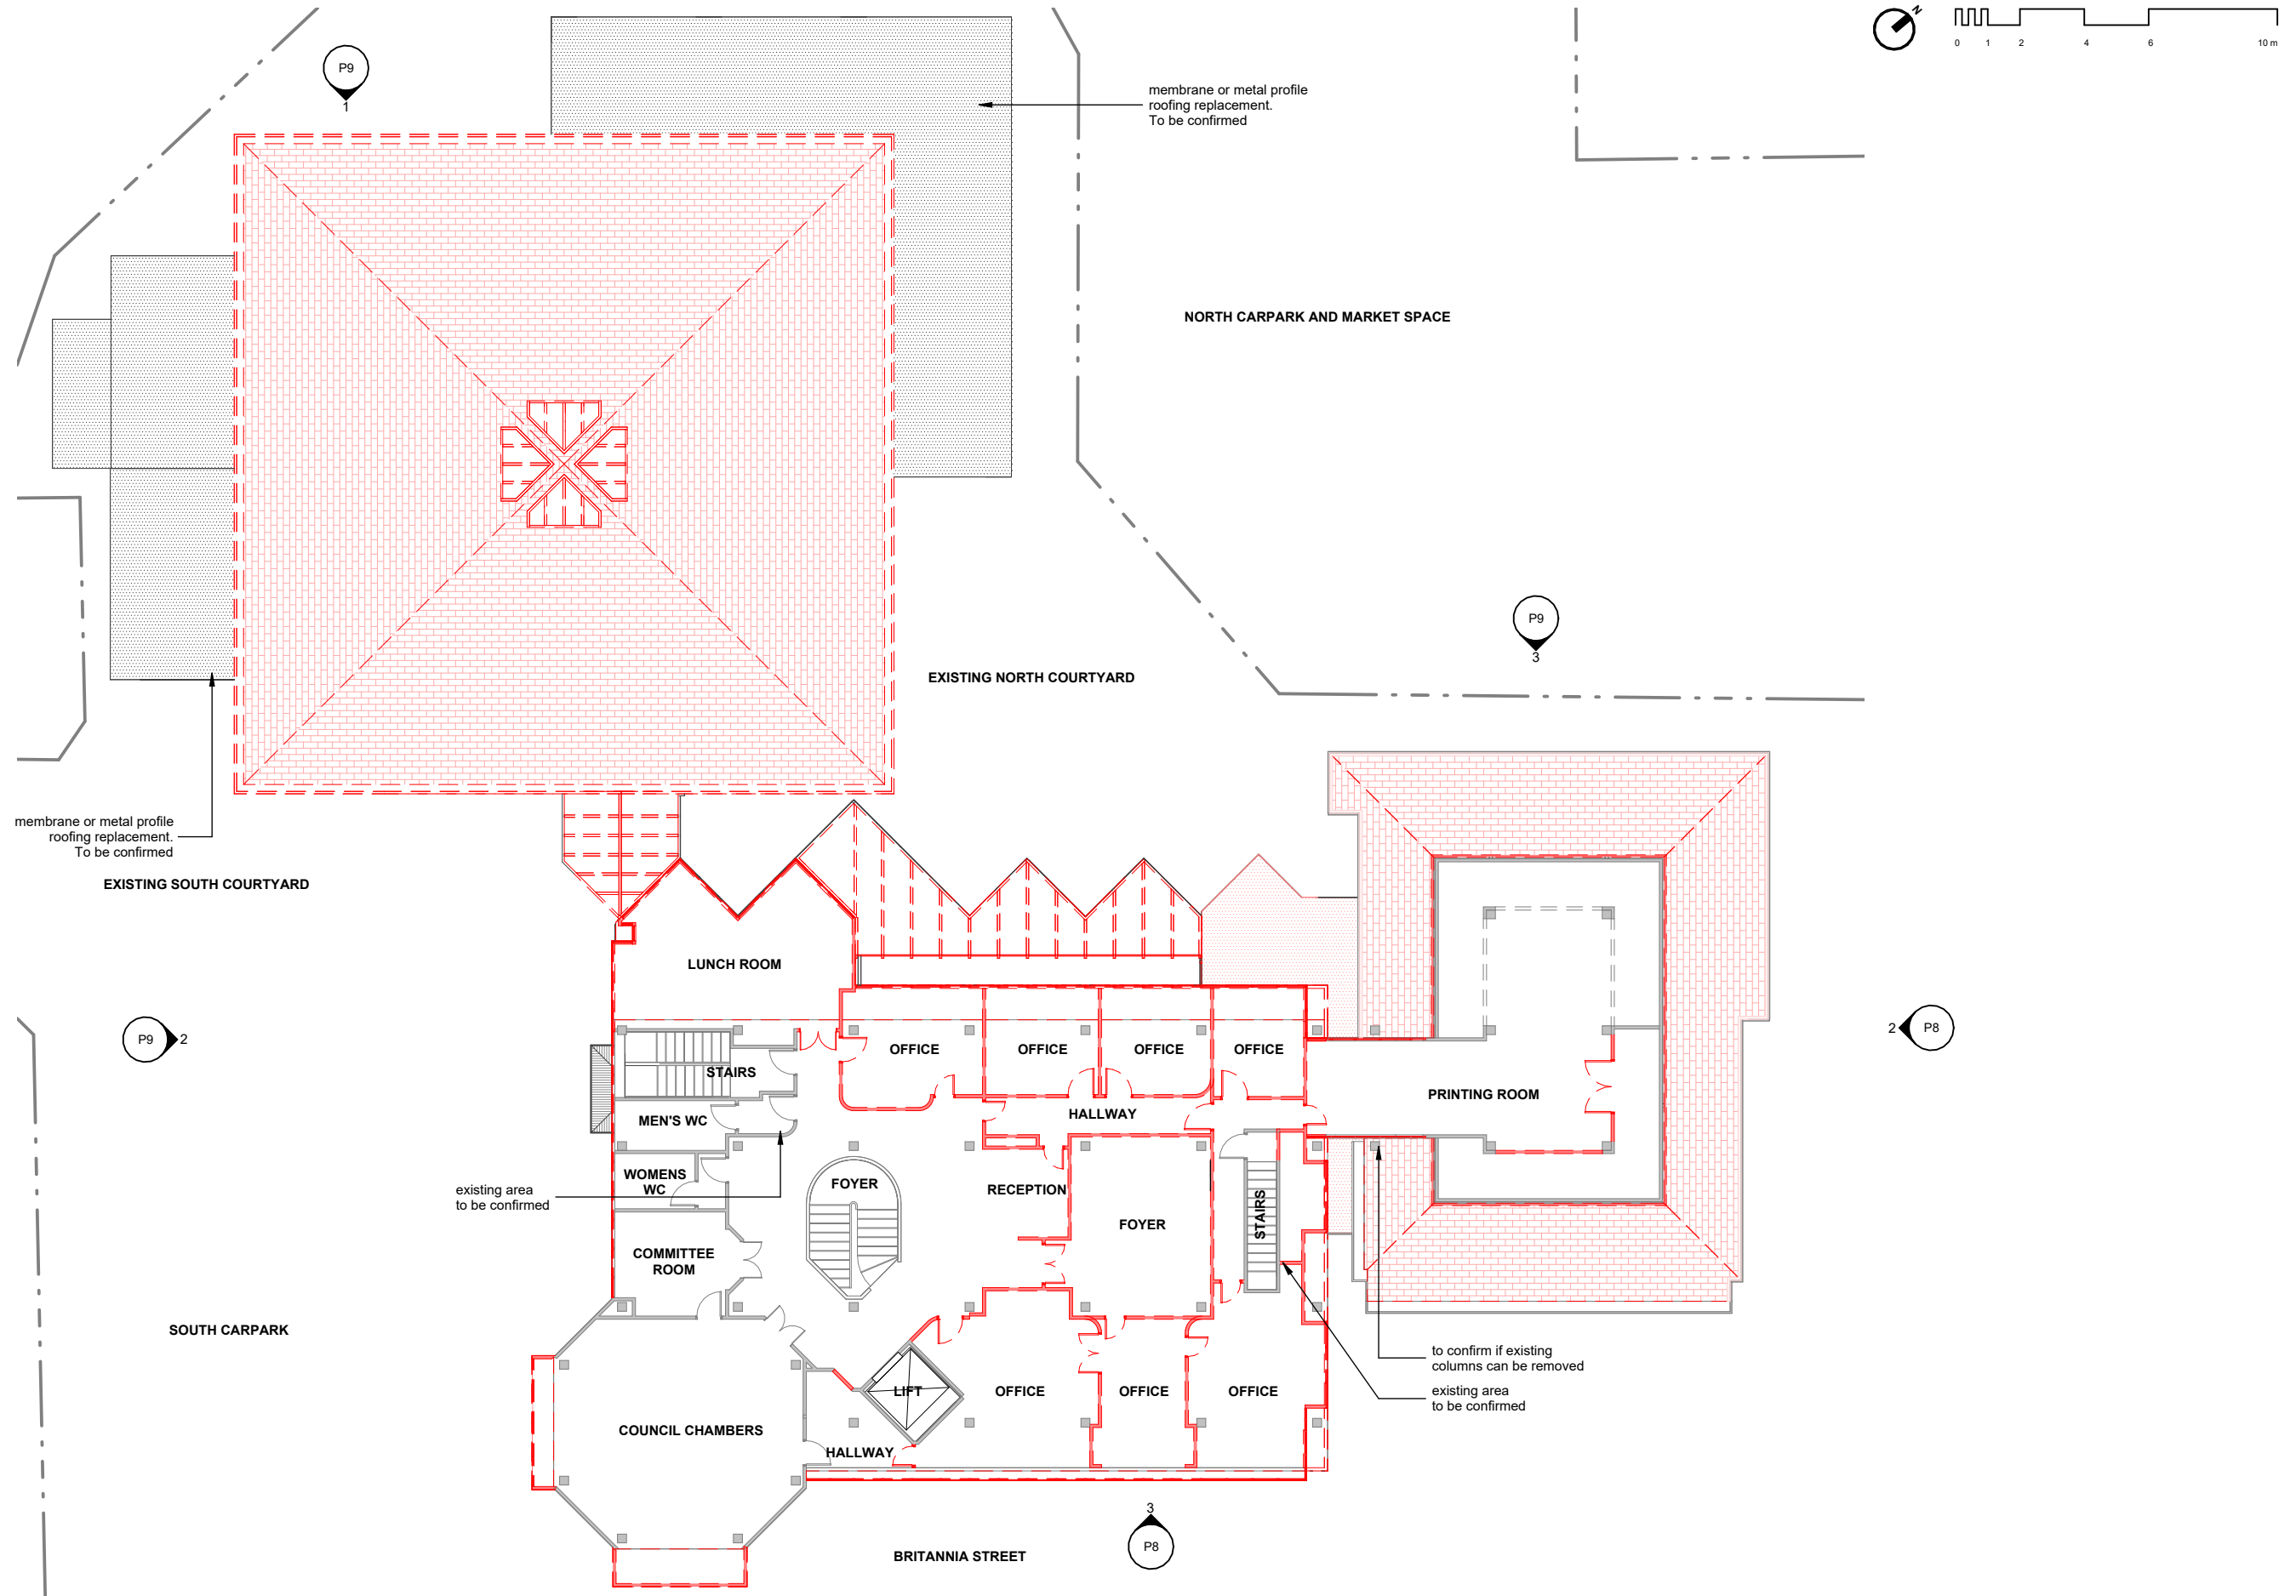 N
0 1 2 4 6 10 m
P9
1
membrane or metal profile
roofing replacement.
To be confirmed
NORTH CARPARK AND MARKET SPACE
P9
3
EXISTING NORTH COURTYARD
membrane or metal profile
roofing replacement.
To be confirmed
EXISTING SOUTH COURTYARD
LUNCH ROOM
P9
2
2
P8
OFFICE
OFFICE
OFFICE
OFFICE
STAIRS
PRINTING ROOM
MEN'S WC
HALLWAY
WOMENS
WC
FOYER
RECEPTION
existing area
to be confirmed
STAIRS
FOYER
COMMITTEE
ROOM
SOUTH CARPARK
to confirm if existing
columns can be removed
existing area
to be confirmed
LIFT
OFFICE
OFFICE
OFFICE
COUNCIL CHAMBERS
HALLWAY
3
P8
BRITANNIA STREET